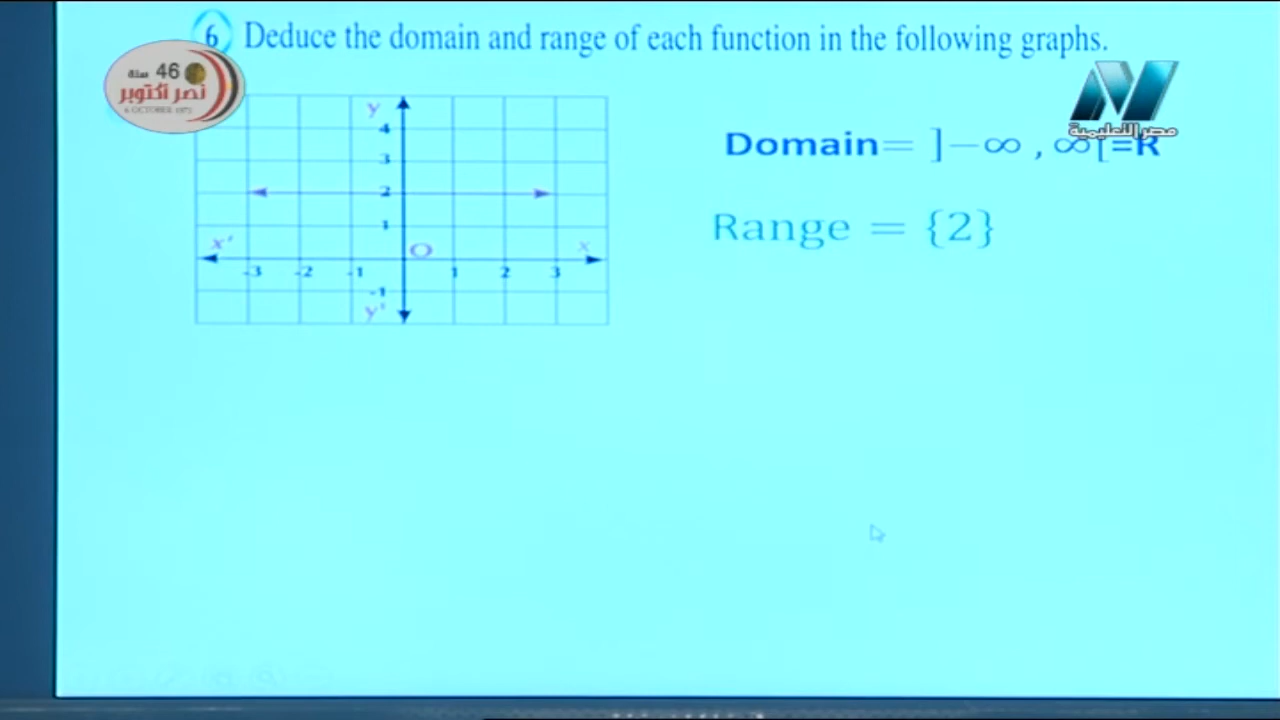 6 Deduce the domain and range of each function in the following graphs.
46 سنة
نصر أكتوبر
6 OCTOBER 1973
مصر التعليمية
Domain= ]−∞ , ∞[=R
Range = {2}
y
4
3
2
1
x' O x
-3 -2 -1 1 2 3
-1
y'